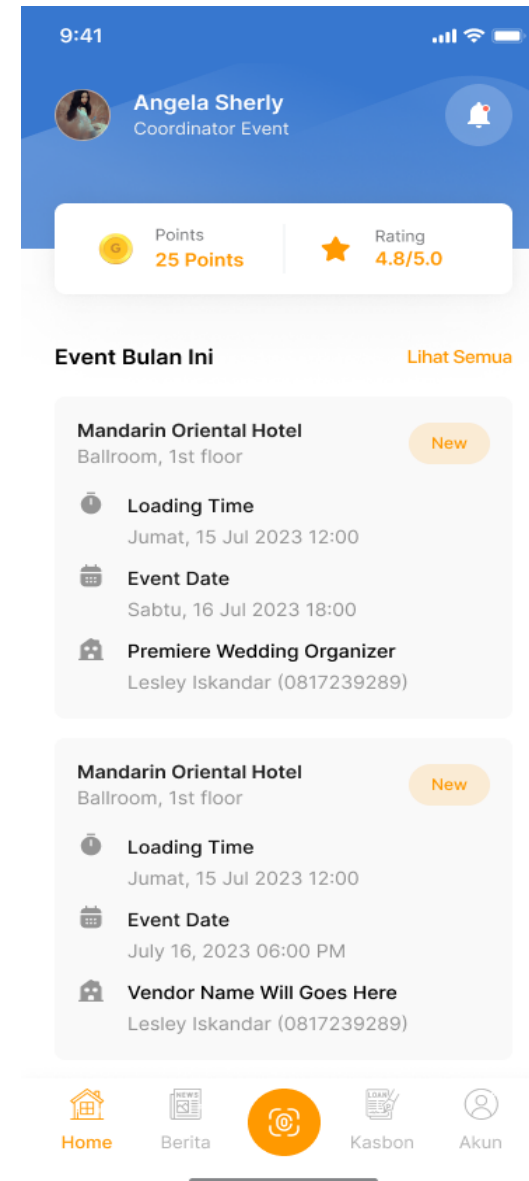 9:41
Angela Sherly
Coordinator Event
G
Points
25 Points
Rating
4.8/5.0
Event Bulan Ini
Lihat Semua
Mandarin Oriental Hotel
Ballroom, 1st floor
New
Loading Time
Jumat, 15 Jul 2023 12:00
Event Date
Sabtu, 16 Jul 2023 18:00
Premiere Wedding Organizer
Lesley Iskandar (0817239289)
Mandarin Oriental Hotel
Ballroom, 1st floor
New
Loading Time
Jumat, 15 Jul 2023 12:00
Event Date
July 16, 2023 06:00 PM
Vendor Name Will Goes Here
Lesley Iskandar (0817239289)
NEWS
LOAN
Home
Berita
Kasbon
Akun